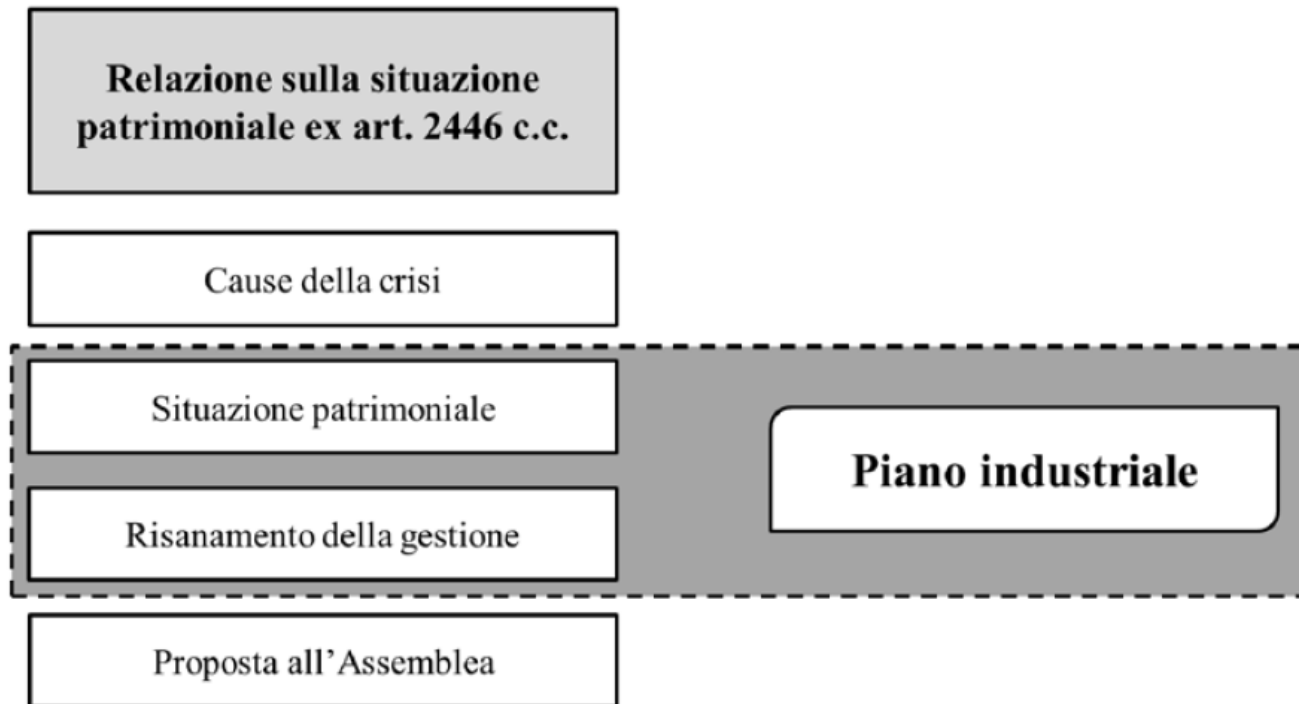 Relazione sulla situazione
patrimoniale ex art. 2446 c.c.
Cause della crisi
Situazione patrimoniale
Piano industriale
Risanamento della gestione
Proposta all’Assemblea